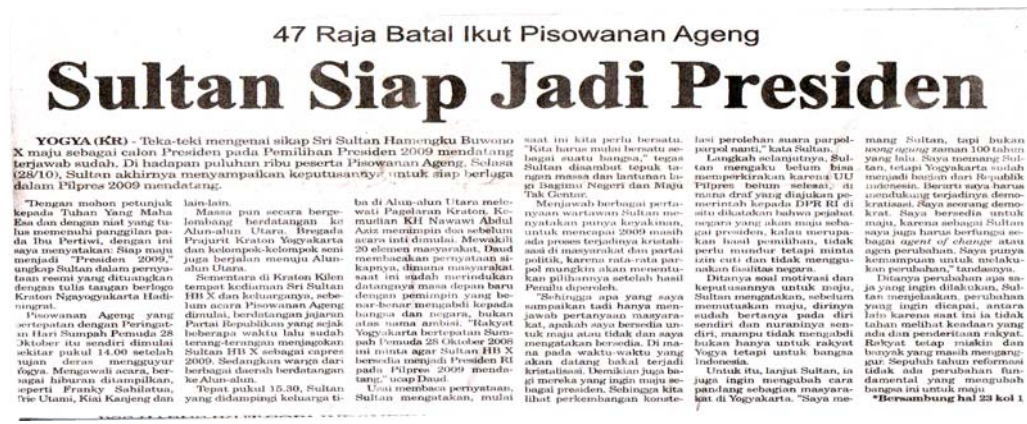 47 Raja Batal Ikut Pisowanan Ageng
Sultan Siap Jadi Presiden
YOGYA (KR) - Teka-teki mengenai sikap Sri Sultan Hamengku Buwono
X maju sebagai calon Presiden pada Pemilihan Presiden 2009 mendatang
terjawab sudah. Di hadapan puluhan ribu peserta Pisowanan Ageng, Selasa
(28/10), Sultan akhirnya menyampaikan keputusannya untuk siap berlaga
dalam Pilpres 2009 mendatang.
"Dengan mohon petunjuk
kepada Tuhan Yang Maha
Esa dan dengan niat yang tu-
lus mememuhi panggilan pa-
da Ibu Pertiwi, dengan ini
saya menyatakan: Siap maju
menjadi "Presiden 2009,"
ungkap Sultan dalam pernya-
taan resmi yang dituangkan
dengan tulis tangan berlogo
Kraton Ngayogyakarta Hadi-
ningrat.
Pisowanan Ageng yang
bertepatan dengan Peringat-
an Hari Sumpah Pemuda 28
Oktober itu sendiri dimulai
sekitar pukul 14.00 setelah
hujan deras mengguyur
Yogya. Mengawali acara, ber-
bagai hiburan ditampilkan,
seperti Franky Sahilatua,
Trie Utami, Kiai Kanjeng dan
lain-lain.
Massa pun secara berge-
lombang berdatangan ke
Alun-alun Utara. Bregada
Prajurit Kraton Yogyakarta
dan kelompok-kelompok seni
juga berjalan menuju Alun-
alun Utara.
Sementara di Kraton Kilen
tempat kediaman Sri Sultan
HB X dan keluarganya, sebe-
lum acara Pisowanan Ageng
dimulai, berdatangan jajaran
Partai Republikan yang sejak
beberapa waktu lalu sudah
terang-terangan menjagokan
Sultan HB X sebagai capres
2009. Sedangkan warga dari
berbagai daerah berdatangan
ke Alun-alun.
Tepat pukul 15.30, Sultan
yang didampingi keluarga ti-
ba di Alun-alun Utara mele-
wati Pagelaran Kraton. Ke-
mudian KH Nawawi Abdul
Aziz memimpin doa sebelum
acara inti dimulai. Mewakili
20 elemen masyarakat, Daud
membacakan pernyataan si-
kapnya, dimana masyarakat
saat ini sudah merindukan
datangnya masa depan baru
dengan pemimpin yang be-
nar-benar mengabdi kepada
bangsa dan negara, bukan
atas nama ambisi. "Rakyat
Yogyakarta bertepatan Sum-
pah Pemuda 28 Oktober 2008
ini minta agar Sultan HB X
bersedia menjadi Presiden RI
pada Pilpres 2009 menda-
tang," ucap Daud.
Usai membaca pernyataan,
Sultan mengatakan, mulai
saat ini kita perlu bersatu.
"Kita harus mulai bersatu se-
bagai suatu bangsa," tegas
Sultan disambut tepuk ta-
ngan massa dan lantunan la-
gi Bagimu Negeri dan Maju
Tak Gentar.
Menjawab berbagai perta-
nyaan wartawan Sultan me-
nyatakan punya keyakinan,
untuk mencapai 2009 masih
ada proses terjadinya kristali-
sasi di masyarakat dan partai
politik, karena rata-rata par-
pol mungkin akan menentu-
kan pilihannya setelah hasil
Pemilu diperoleh.
"Sehingga apa yang saya
sampaikan tadi hanya men-
jawab pertanyaan masyara-
kat, apakah saya bersedia un-
tuk maju atau tidak dan saya
mengatakan bersedia. Di ma-
na pada waktu-waktu yang
akan datang bakal terjadi
kristalisasi. Demikian juga ba-
gi mereka yang ingin maju se-
bagai presiden. Sehingga kita
lihat perkembangan konste-
lasi perolehan suara parpol-
parpol nanti," kata Sultan.
Langkah selanjutnya, Sul-
tan mengaku belum bisa
memperkirakan karena UU
Pilpres belum selesai, di
mana draf yang diajukan pe-
merintah kepada DPR RI di
situ dikatakan bahwa pejabat
negara yang akan maju seba-
gai presiden, kalau merupa-
kan hasil pemilihan, tidak
perlu mundur tetapi minta
izin cuti dan tidak menggu-
nakan fasilitas negara.
Ditanya soal motivasi dan
keputusannya untuk maju,
Sultan mengatakan, sebelum
memutuskan maju, dirinya
sudah bertanya pada diri
sendiri dan nuraninya sen-
diri, mampu tidak mengabdi
bukan hanya untuk rakyat
Yogya tetapi untuk bangsa
Indonesia.
Untuk itu, lanjut Sultan, ia
juga ingin mengubah cara
pandang sebagian masyara-
kat di Yogyakarta. "Saya me-
mang Sultan, tapi bukan
wong agung zaman 100 tahun
yang lalu. Saya memang Sul-
tan, tetapi Yogyakarta sudah
menjadi bagian dari Republik
Indonesia. Berarti saya harus
mendukung terjadinya demo-
kratisasi. Saya seorang demo-
krat. Saya bersedia untuk
maju, karena sebagai Sultan
saya juga harus berfungsi se-
bagai agent of change atau
agen perubahan. Saya punya
kemampuan untuk melaku-
kan perubahan," tandasnya.
Ditanya perubahan apa sa-
ja yang ingin dilakukan, Sul-
tan menjelaskan, perubahan
yang ingin dicapai, antara
lain karena saat ini ia tidak
tahan melihat keadaan yang
ada dan jeritaan rakyat.
Rakyat tetap miskin dan
banyak yang masih mengang-
gur. Sepuluh tahun reformasi
tidak ada perubahan fun-
damental yang mengubah
bangsa ini untuk maju
*Bersambung hal 23 kol 1